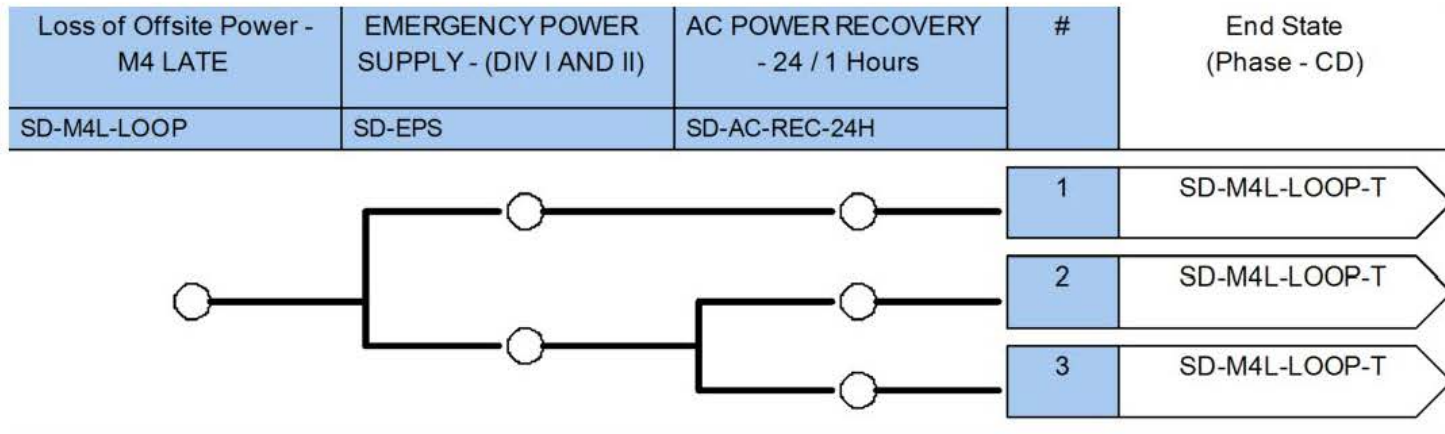 Loss of Offsite Power -
M4 LATE
EMERGENCY POWER
SUPPLY - (DIV I AND II)
AC POWER RECOVERY
- 24 / 1 Hours
#
End State
(Phase - CD)
SD-M4L-LOOP
SD-EPS
SD-AC-REC-24H
1
SD-M4L-LOOP-T
2
SD-M4L-LOOP-T
3
SD-M4L-LOOP-T